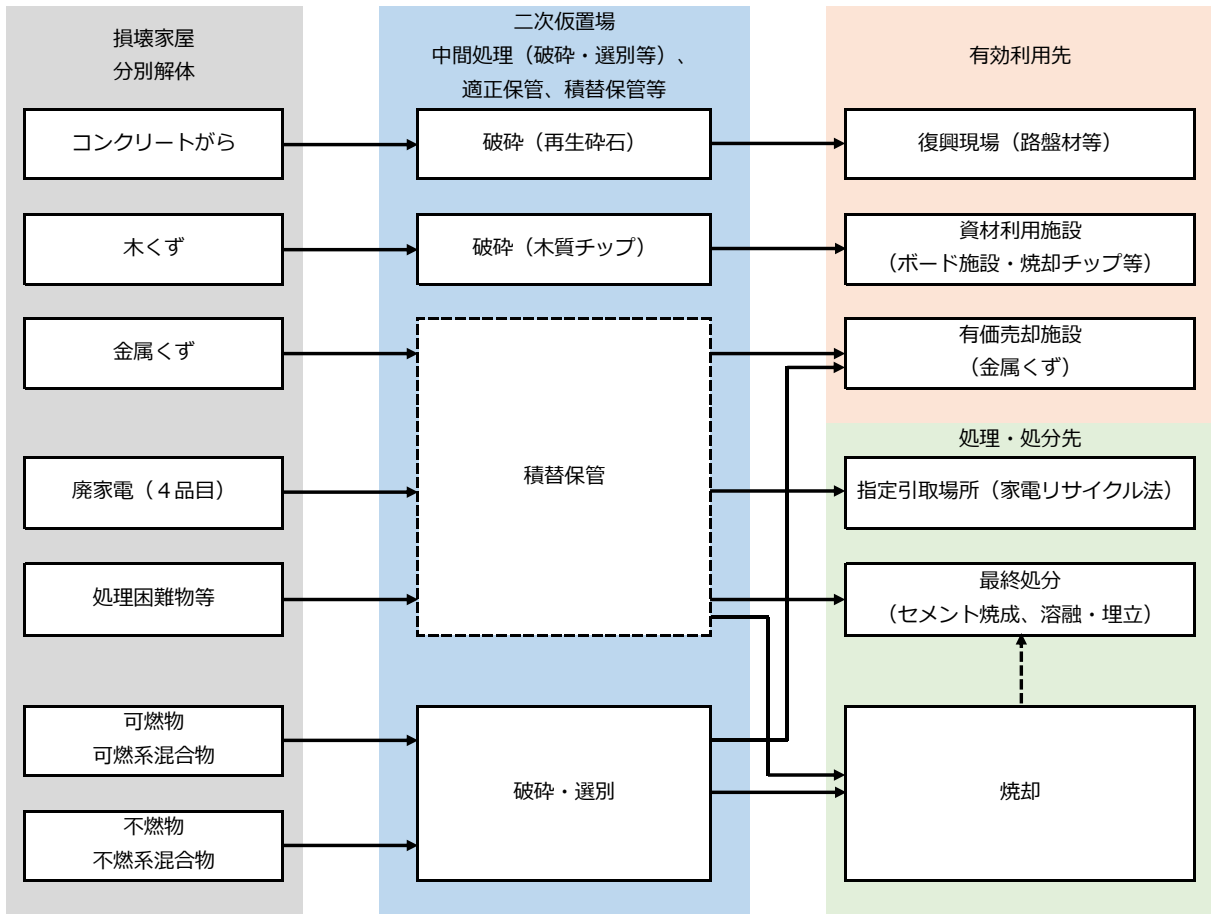 損壊家屋
分別解体
二次仮置場
中間処理（破砕・選別等）、
適正保管、積替保管等
有効利用先
コンクリートがら
破砕（再生砕石）
復興現場（路盤材等）
木くず
破砕（木質チップ）
資材利用施設
（ボード施設・焼却チップ等）
金属くず
有価売却施設
（金属くず）
処理・処分先
廃家電（４品目）
積替保管
指定引取場所（家電リサイクル法）
処理困難物等
最終処分
（セメント焼成、溶融・埋立）
可燃物
可燃系混合物
破砕・選別
焼却
不燃物
不燃系混合物